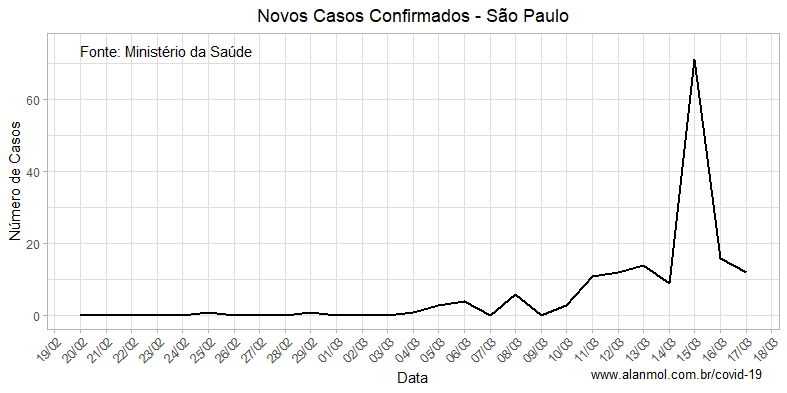 Novos Casos Confirmados - São Paulo
Fonte: Ministério da Saúde
Número de Casos
60
40
20
0
19/02 20/02 21/02 22/02 23/02 24/02 25/02 26/02 27/02 28/02 29/02 01/03 02/03 03/03 04/03 05/03 06/03 07/03 08/03 09/03 10/03 11/03 12/03 13/03 14/03 15/03 16/03 17/03 18/03
Data
www.alanmol.com.br/covid-19